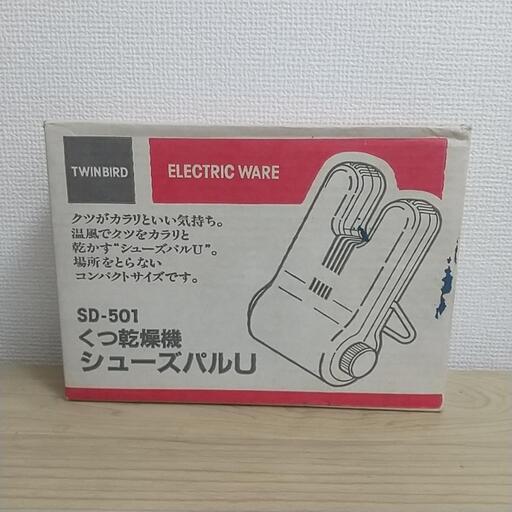 TWINBIRD
ELECTRIC WARE
クツがカラリといい気持ち。
温風でクツをカラリと
乾かす“シューズパルU”。
場所をとらない
コンパクトサイズです。
SD-501
くつ乾燥機
シューズパルU